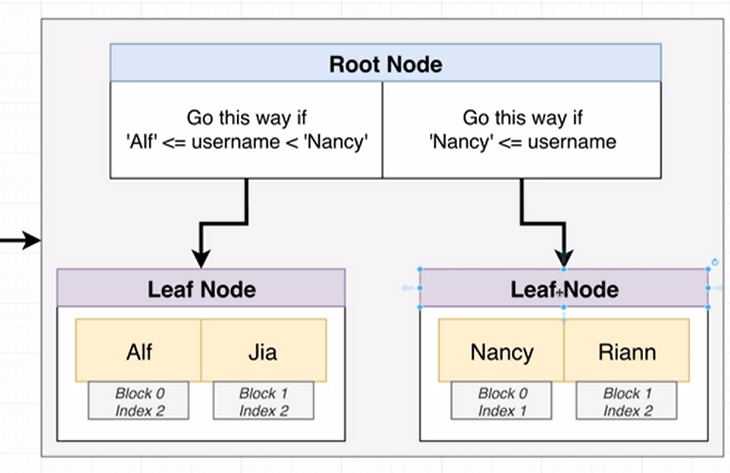 Root Node
Go this way if
'Alf' <= username < 'Nancy'
Go this way if
'Nancy' <= username
Leaf Node
Leaf Node
Alf
Jia
Nancy
Riann
Block 0
Index 2
Block 1
Index 2
Block 0
Index 1
Block 1
Index 2